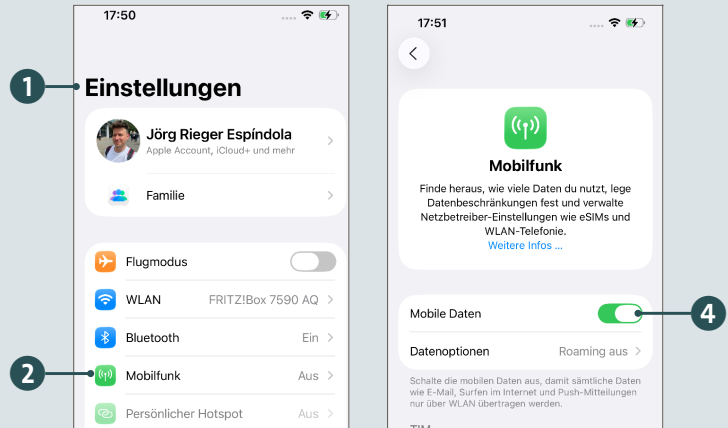 17:50
1
Einstellungen
Jörg Rieger Espíndola
Apple Account, iCloud+ und mehr
Familie
Flugmodus
WLAN FRITZ!Box 7590 AQ
Bluetooth Ein
2
Mobilfunk Aus
Persönlicher Hotspot Aus
17:51
Mobilfunk
Finde heraus, wie viele Daten du nutzt, lege
Datenbeschränkungen fest und verwalte
Netzbetreiber-Einstellungen wie eSIMs und
WLAN-Telefonie.
Weitere Infos ...
Mobile Daten
4
Datenoptionen Roaming aus
Schalte die mobilen Daten aus, damit sämtliche Daten
wie E-Mail, Surfen im Internet und Push-Mitteilungen
nur über WLAN übertragen werden.
TIM